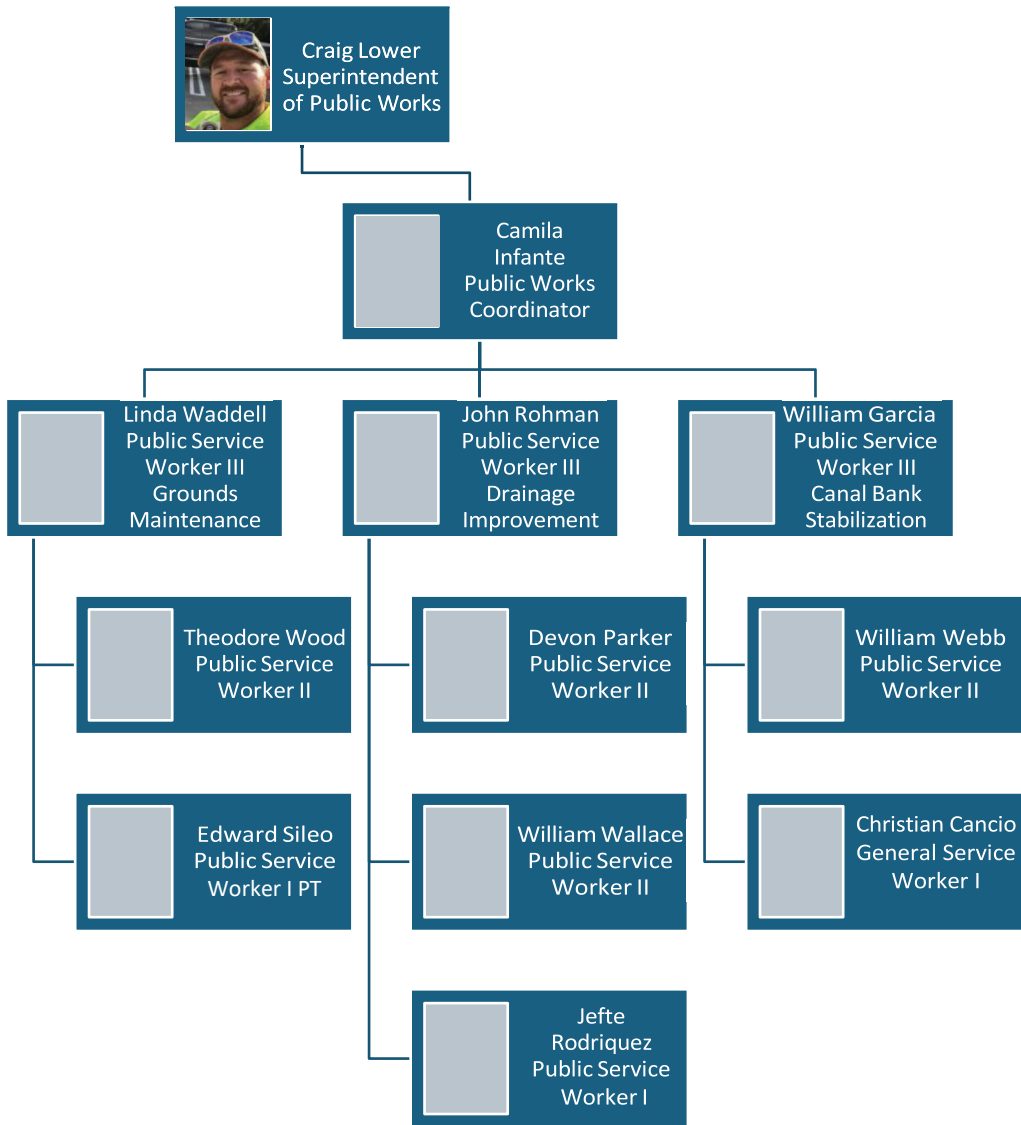 Craig Lower
Superintendent
of Public Works
Camila
Infante
Public Works
Coordinator
Linda Waddell
Public Service
Worker III
Grounds
Maintenance
John Rohman
Public Service
Worker III
Drainage
Improvement
William Garcia
Public Service
Worker III
Canal Bank
Stabilization
Theodore Wood
Public Service
Worker II
Devon Parker
Public Service
Worker II
William Webb
Public Service
Worker II
Edward Sileo
Public Service
Worker I PT
William Wallace
Public Service
Worker II
Christian Cancio
General Service
Worker I
Jefte
Rodriquez
Public Service
Worker I